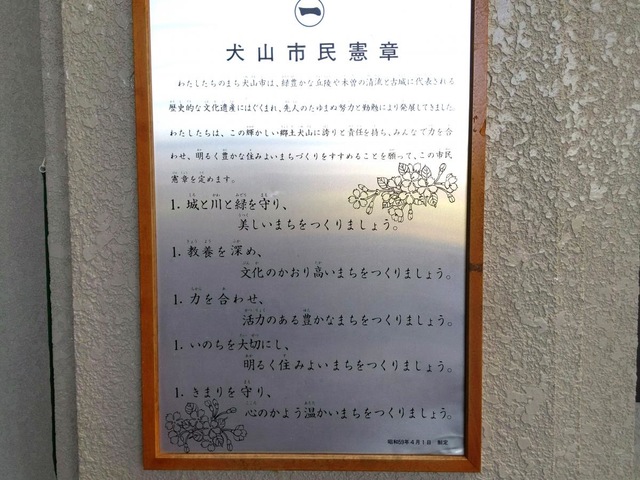 犬山市民憲章
わたしたちのまち犬山市は、緑豊かな丘陵や木曽の清流と古城に代表される
歴史的な文化遺産にはぐくまれ、先人のたゆまぬ努力と勤勉により発展してきました。
わたしたちは、この輝かしい郷土犬山に誇りと責任を持ち、みんなで力を合
わせ、明るく豊かな住みよいまちづくりをすすめることを願って、この市民
憲章を定めます。
1. 城と川と緑を守り、
美しいまちをつくりましょう。
1. 教養を深め、
文化のかおり高いまちをつくりましょう。
1. 力を合わせ、
活力のある豊かなまちをつくりましょう。
1. いのちを大切にし、
明るく住みよいまちをつくりましょう。
1. きまりを守り、
心のかよう温かいまちをつくりましょう。
昭和59年4月1日 制定